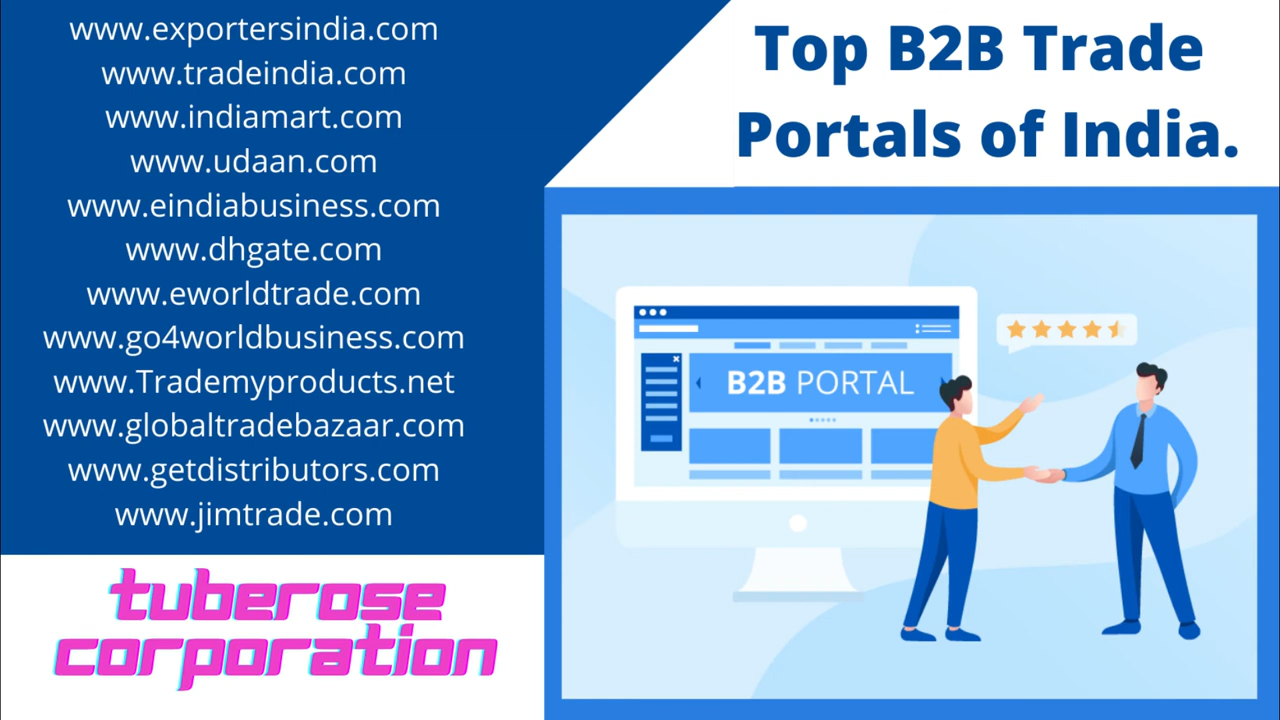 www.exportersindia.com
www.tradeindia.com
www.indiamart.com
www.udaan.com
www.eindiabusiness.com
www.dhgate.com
www.eworldtrade.com
www.go4worldbusiness.com
www.Trademyproducts.net
www.globaltradebazaar.com
www.getdistributors.com
www.jimtrade.com
tuberose
corporation
Top B2B Trade
Portals of India.
B2B PORTAL